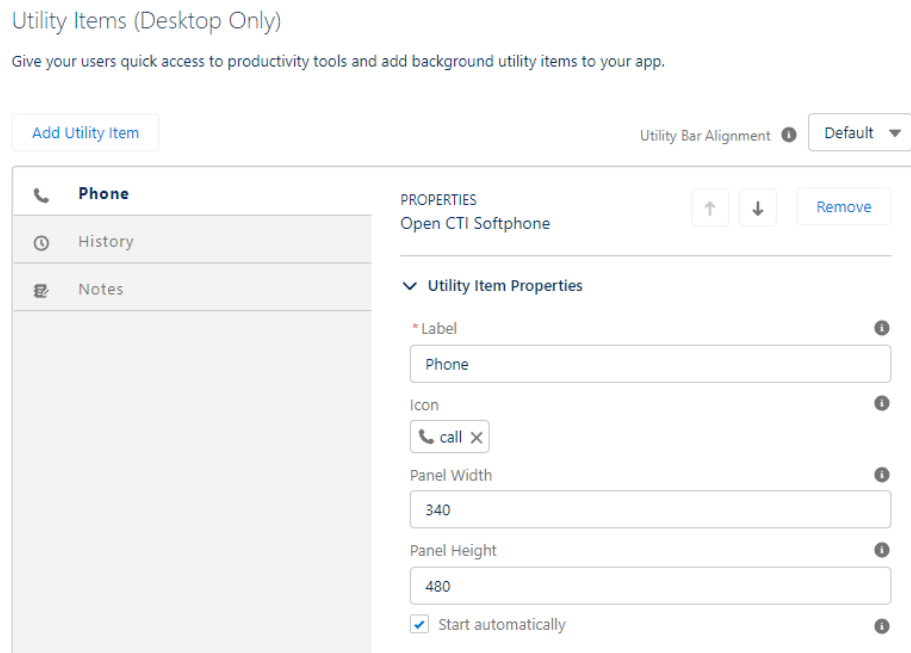 Utility Items (Desktop Only)
Give your users quick access to productivity tools and add background utility items to your app.
Add Utility Item
Utility Bar Alignment
Default
Phone
History
Notes
PROPERTIES
Open CTI Softphone
Remove
Utility Item Properties
* Label
Phone
Icon
call
Panel Width
340
Panel Height
480
Start automatically